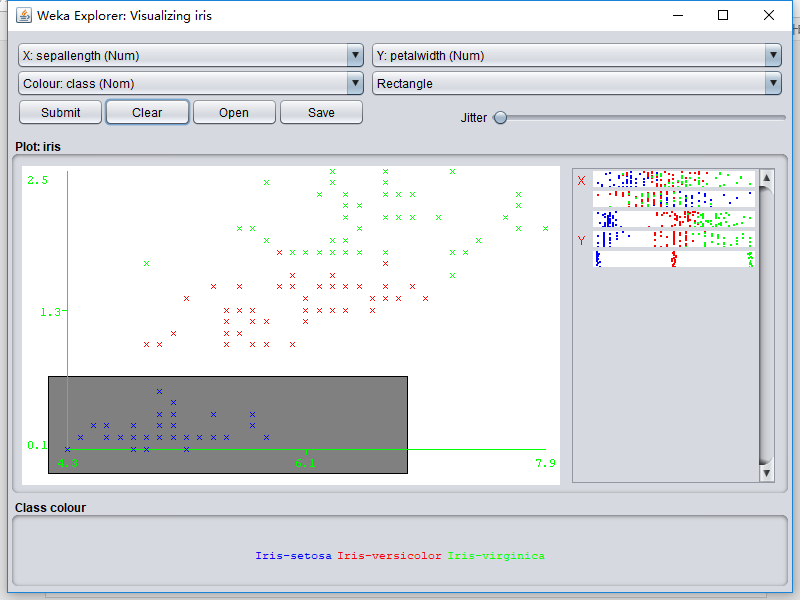 Weka Explorer: Visualizing iris
X: sepallength (Num) Y: petalwidth (Num)
Colour: class (Nom) Rectangle
Submit Clear Open Save Jitter
Plot: iris
2.5
1.3
0.1
4.3 6.1 7.9
X
Y
Class colour
Iris-setosa Iris-versicolor Iris-virginica